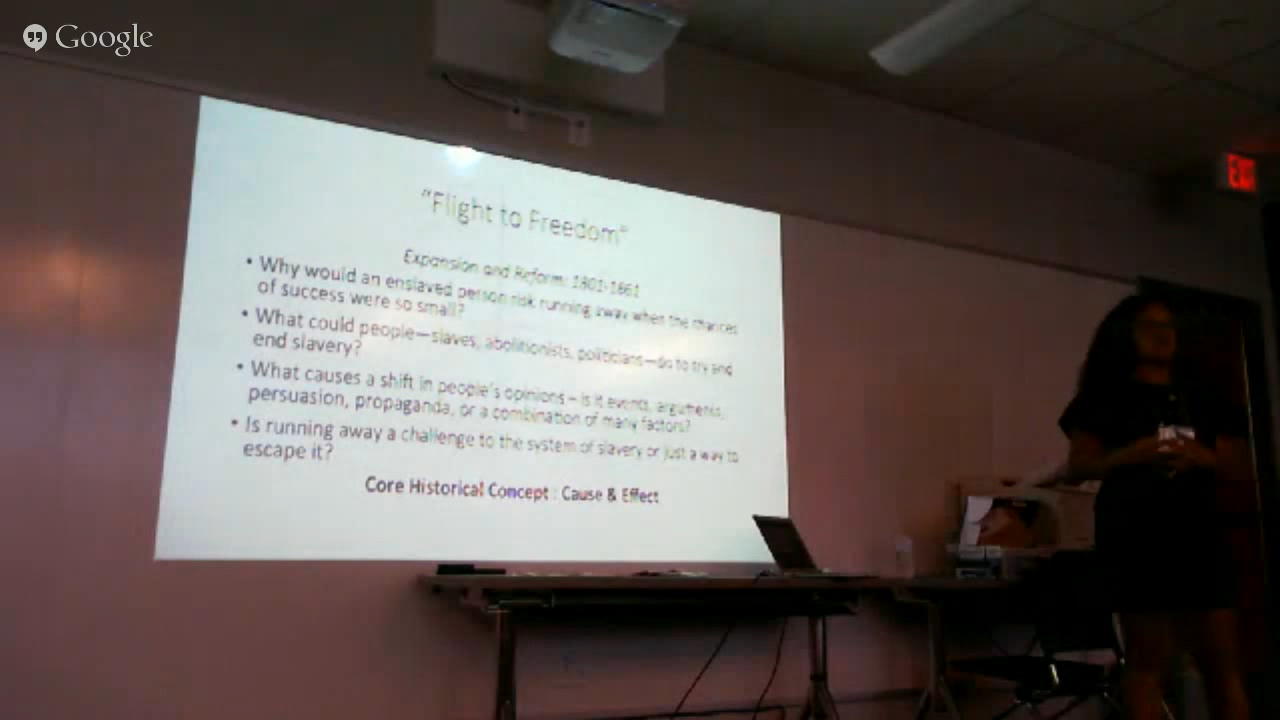 Google
"Flight to Freedom"
Expansion and Reform: 1801-1861
• Why would an enslaved person risk running away when the chances
of success were so small?
• What could people—slaves, abolitionists, politicians—do to try and
end slavery?
• What causes a shift in people's opinions – is it events, arguments,
persuasion, propaganda, or a combination of many factors?
• Is running away a challenge to the system of slavery or just a way to
escape it?
Core Historical Concept : Cause & Effect
EXIT